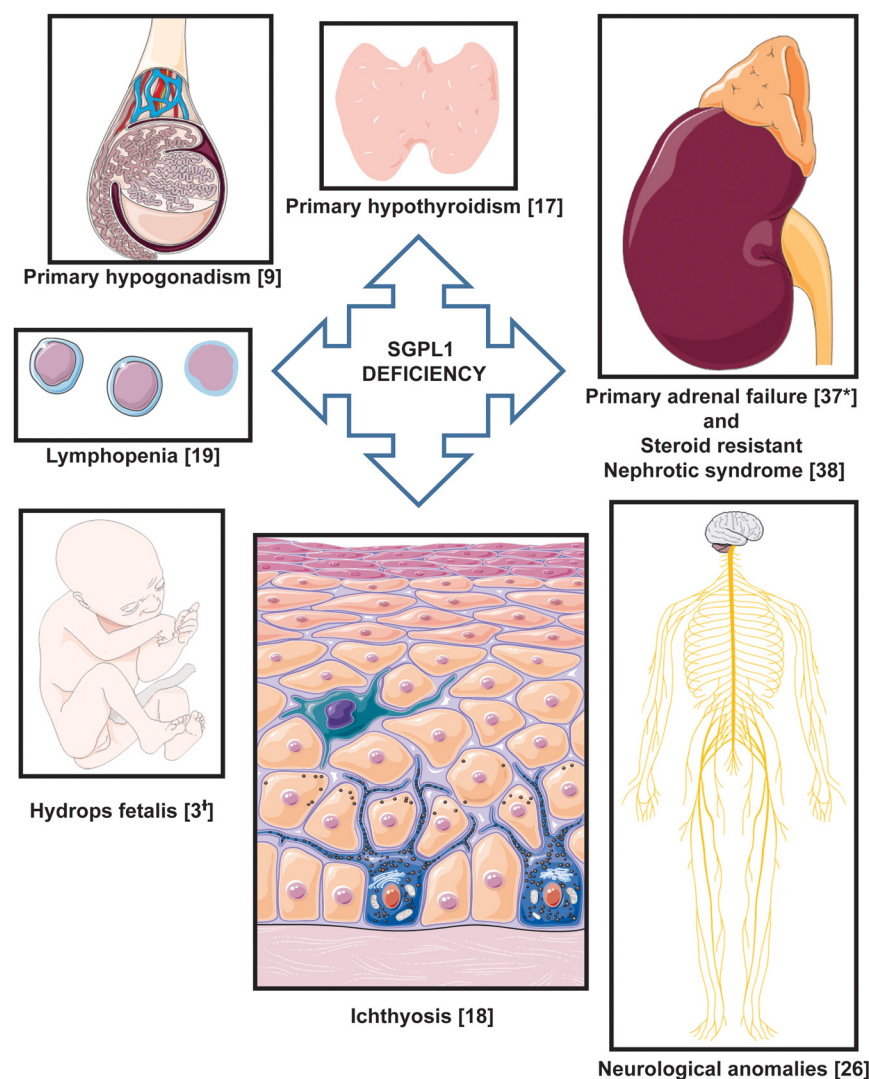 Primary hypothyroidism [17]
Primary hypogonadism [9]
SGPL1
DEFICIENCY
Primary adrenal failure [37*]
and
Steroid resistant
Nephrotic syndrome [38]
Lymphopenia [19]
Hydrops fetalis [3ƚ]
Ichthyosis [18]
Neurological anomalies [26]